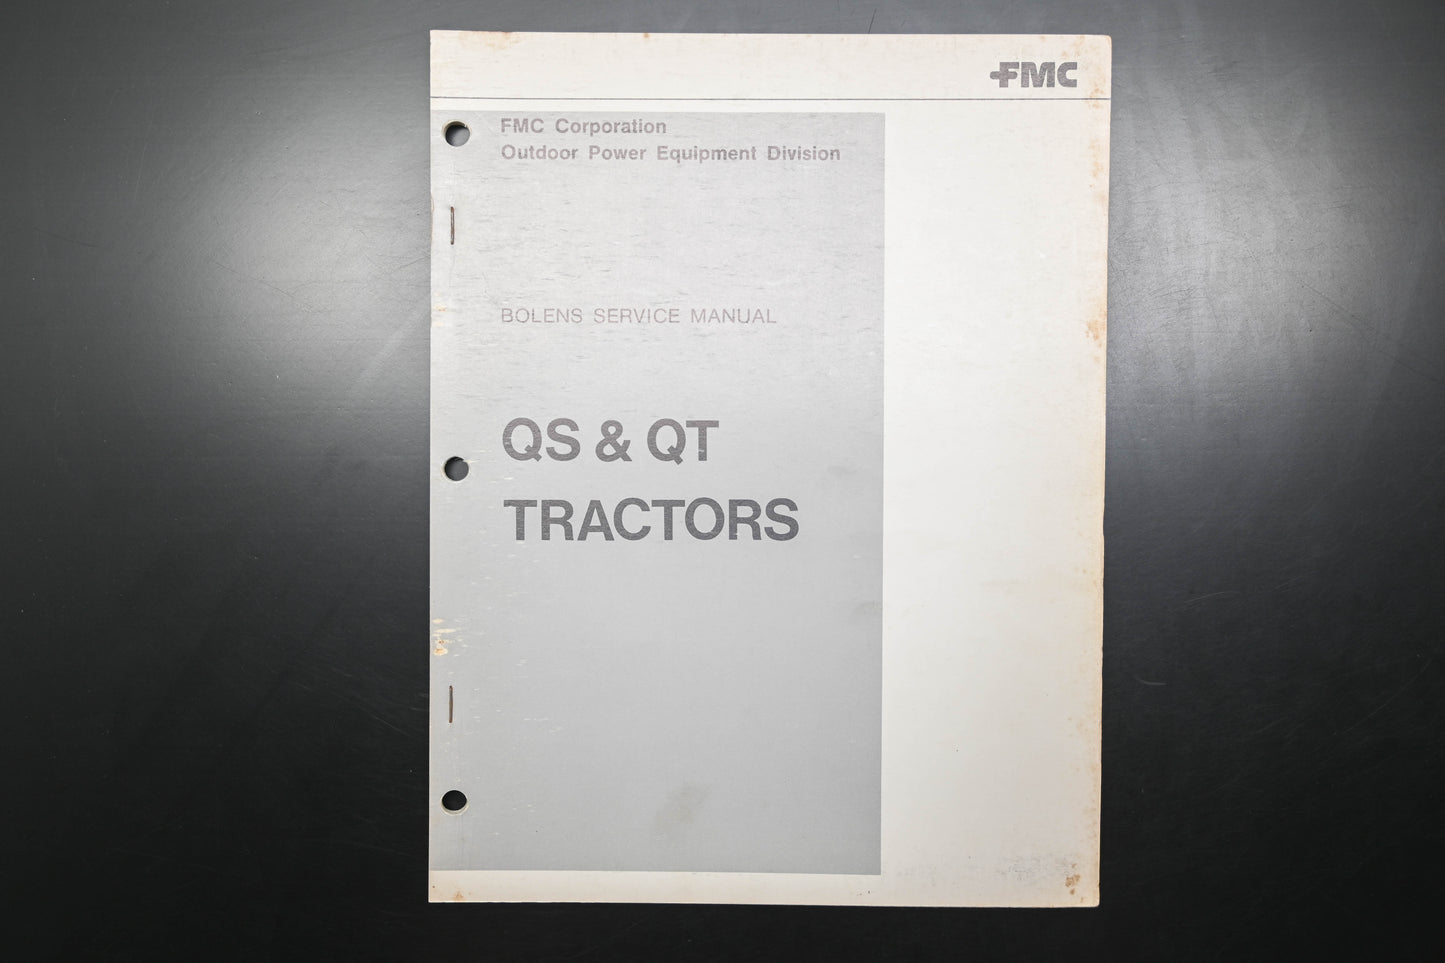 FMC
FMC Corporation
Outdoor Power Equipment Division
BOLENS SERVICE MANUAL
QS & QT
TRACTORS